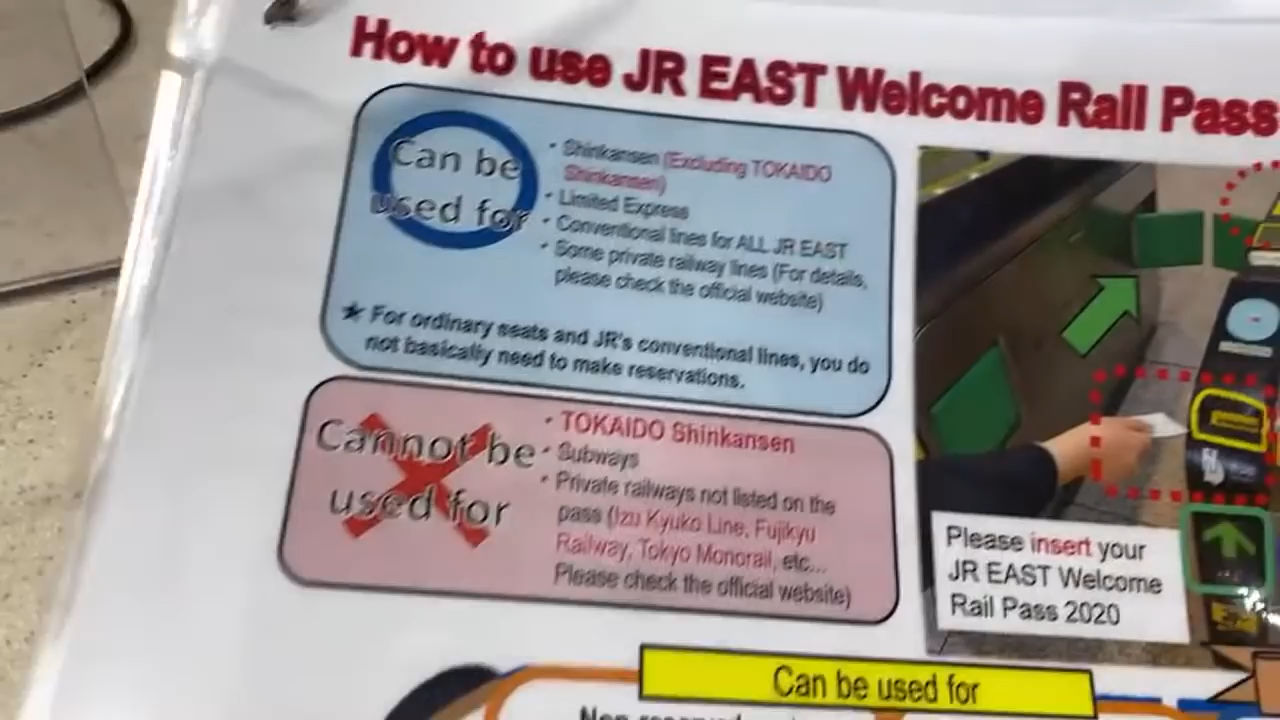 How to use JR EAST Welcome Rail Pass
Can be
used for
・Shinkansen (Excluding TOKAIDO
Shinkansen)
・Limited Express
・Conventional lines for ALL JR EAST
・Some private railway lines (For details,
please check the official website)
★ For ordinary seats and JR's conventional lines, you do
not basically need to make reservations.
Cannot be
used for
・TOKAIDO Shinkansen
・Subways
・Private railways not listed on the
pass (Izu Kyuko Line, Fujikyu
Railway, Tokyo Monorail, etc...
Please check the official website)
Please insert your
JR EAST Welcome
Rail Pass 2020
Can be used for